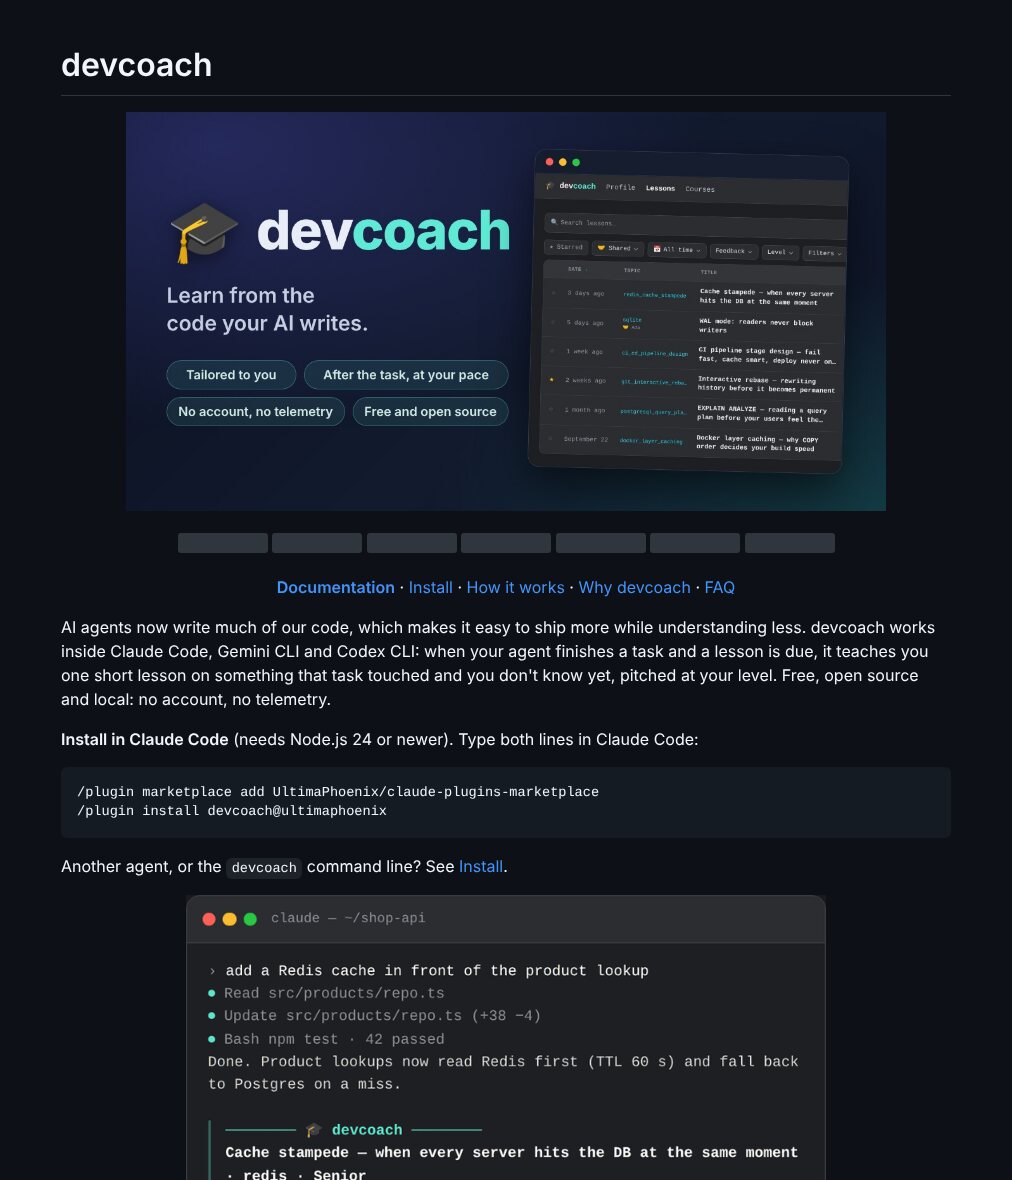 devcoach
devcoach
Learn from the
code your AI writes.
Tailored to you
After the task, at your pace
No account, no telemetry
Free and open source
devcoach Profile Lessons Courses
Search lessons.
Starred Shared All time Feedback Level Filters
DATE TOPIC TITLE
3 days ago redis_cache_stampede Cache stampede — when every server
hits the DB at the same moment
5 days ago sqlite WAL mode: readers never block
writers
1 week ago ci_cd_pipeline_design CI pipeline stage design — fail
fast, cache smart, deploy never on…
2 weeks ago git_interactive_reba… Interactive rebase — rewriting
history before it becomes permanent
1 month ago postgresql_query_pla… EXPLAIN ANALYZE — reading a query
plan before your users feel the…
September 22 docker_layer_caching Docker layer caching — why COPY
order decides your build speed
Documentation · Install · How it works · Why devcoach · FAQ
AI agents now write much of our code, which makes it easy to ship more while understanding less. devcoach works
inside Claude Code, Gemini CLI and Codex CLI: when your agent finishes a task and a lesson is due, it teaches you
one short lesson on something that task touched and you don't know yet, pitched at your level. Free, open source
and local: no account, no telemetry.
Install in Claude Code (needs Node.js 24 or newer). Type both lines in Claude Code:
/plugin marketplace add UltimaPhoenix/claude-plugins-marketplace
/plugin install devcoach@ultimaphoenix
Another agent, or the devcoach command line? See Install.
claude — ~/shop-api
› add a Redis cache in front of the product lookup
● Read src/products/repo.ts
● Update src/products/repo.ts (+38 −4)
● Bash npm test · 42 passed
Done. Product lookups now read Redis first (TTL 60 s) and fall back
to Postgres on a miss.
devcoach
Cache stampede — when every server hits the DB at the same moment
· redis · Senior